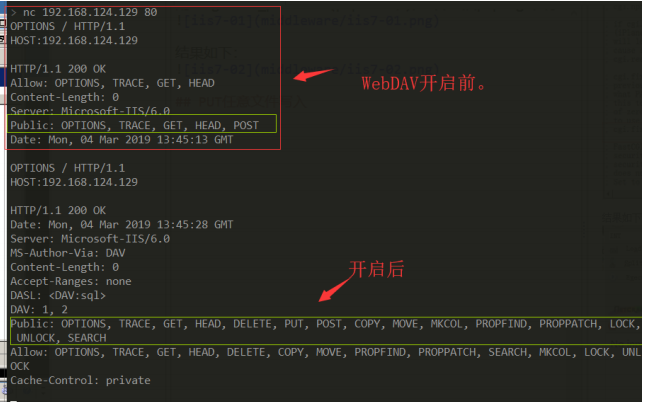 > nc 192.168.124.129 80
OPTIONS / HTTP/1.1
HOST:192.168.124.129
HTTP/1.1 200 OK
Allow: OPTIONS, TRACE, GET, HEAD
Content-Length: 0
Server: Microsoft-IIS/6.0
Public: OPTIONS, TRACE, GET, HEAD, POST
Date: Mon, 04 Mar 2019 13:45:13 GMT
WebDAV开启前。
OPTIONS / HTTP/1.1
HOST:192.168.124.129
HTTP/1.1 200 OK
Date: Mon, 04 Mar 2019 13:45:28 GMT
Server: Microsoft-IIS/6.0
MS-Author-Via: DAV
Content-Length: 0
Accept-Ranges: none
DASL: <DAV:sql>
DAV: 1, 2
开启后
Public: OPTIONS, TRACE, GET, HEAD, DELETE, PUT, POST, COPY, MOVE, MKCOL, PROPFIND, PROPPATCH, LOCK,
UNLOCK, SEARCH
Allow: OPTIONS, TRACE, GET, HEAD, DELETE, COPY, MOVE, PROPFIND, PROPPATCH, SEARCH, MKCOL, LOCK, UNL
OCK
Cache-Control: private